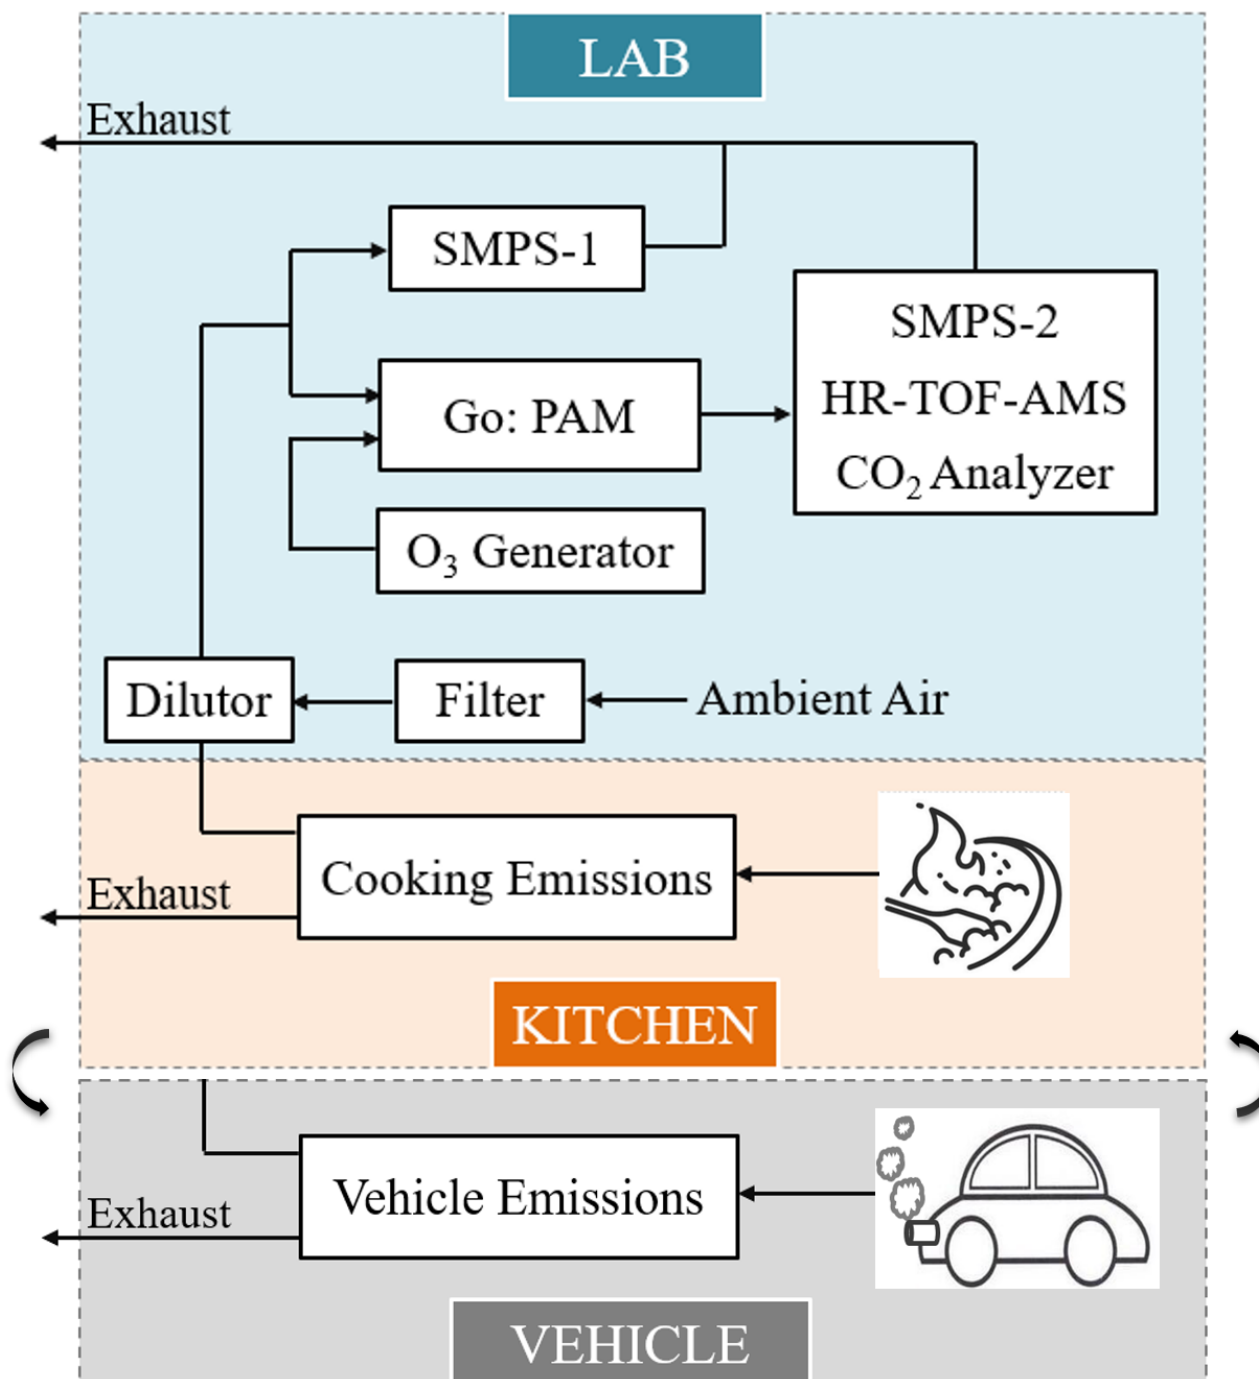 LAB
Exhaust
SMPS-1
SMPS-2
HR-TOF-AMS
CO₂ Analyzer
Go: PAM
O₃ Generator
Dilutor
Filter
Ambient Air
Cooking Emissions
Exhaust
KITCHEN
Vehicle Emissions
Exhaust
VEHICLE